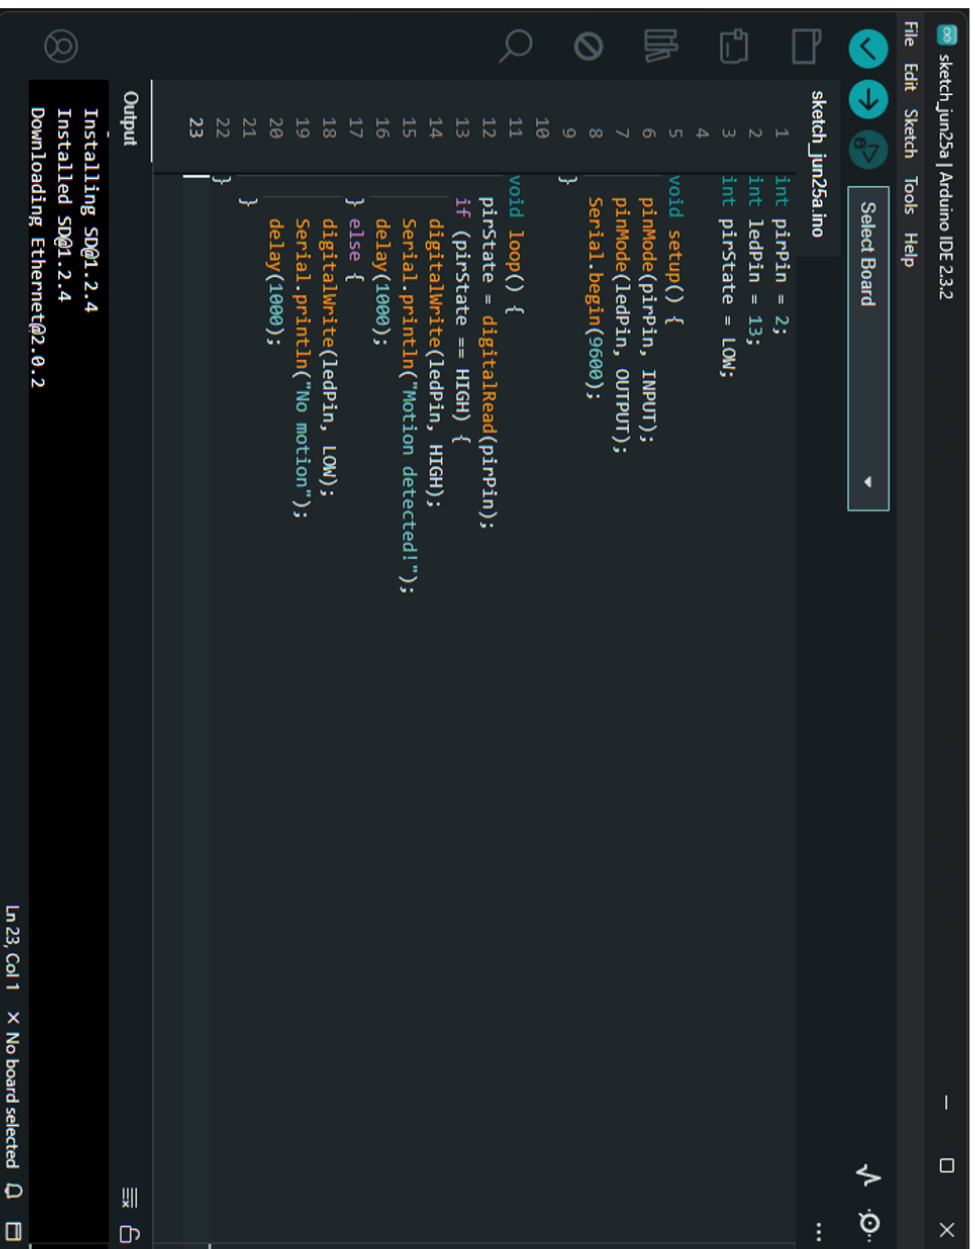 sketch_jun25a | Arduino IDE 2.3.2
File Edit Sketch Tools Help
Select Board
sketch_jun25a.ino
1 int pirPin = 2;
2 int ledPin = 13;
3 int pirState = LOW;
4
5 void setup() {
6 pinMode(pirPin, INPUT);
7 pinMode(ledPin, OUTPUT);
8 Serial.begin(9600);
9 }
10
11 void loop() {
12 pirState = digitalRead(pirPin);
13 if (pirState == HIGH) {
14 digitalWrite(ledPin, HIGH);
15 Serial.println("Motion detected!");
16 delay(1000);
17 } else {
18 digitalWrite(ledPin, LOW);
19 Serial.println("No motion");
20 delay(1000);
21 }
22 }
23
Output
Installing SD@1.2.4
Installed SD@1.2.4
Downloading Ethernet@2.0.2
Ln 23, Col 1 × No board selected